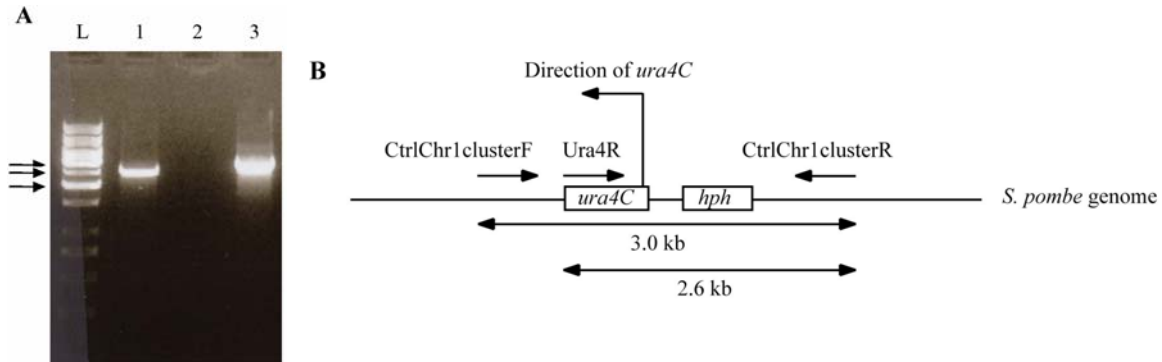 A
L 1 2 3
B
Direction of ura4C
CtrlChr1clusterF Ura4R CtrlChr1clusterR
ura4C hph S. pombe genome
3.0 kb
2.6 kb